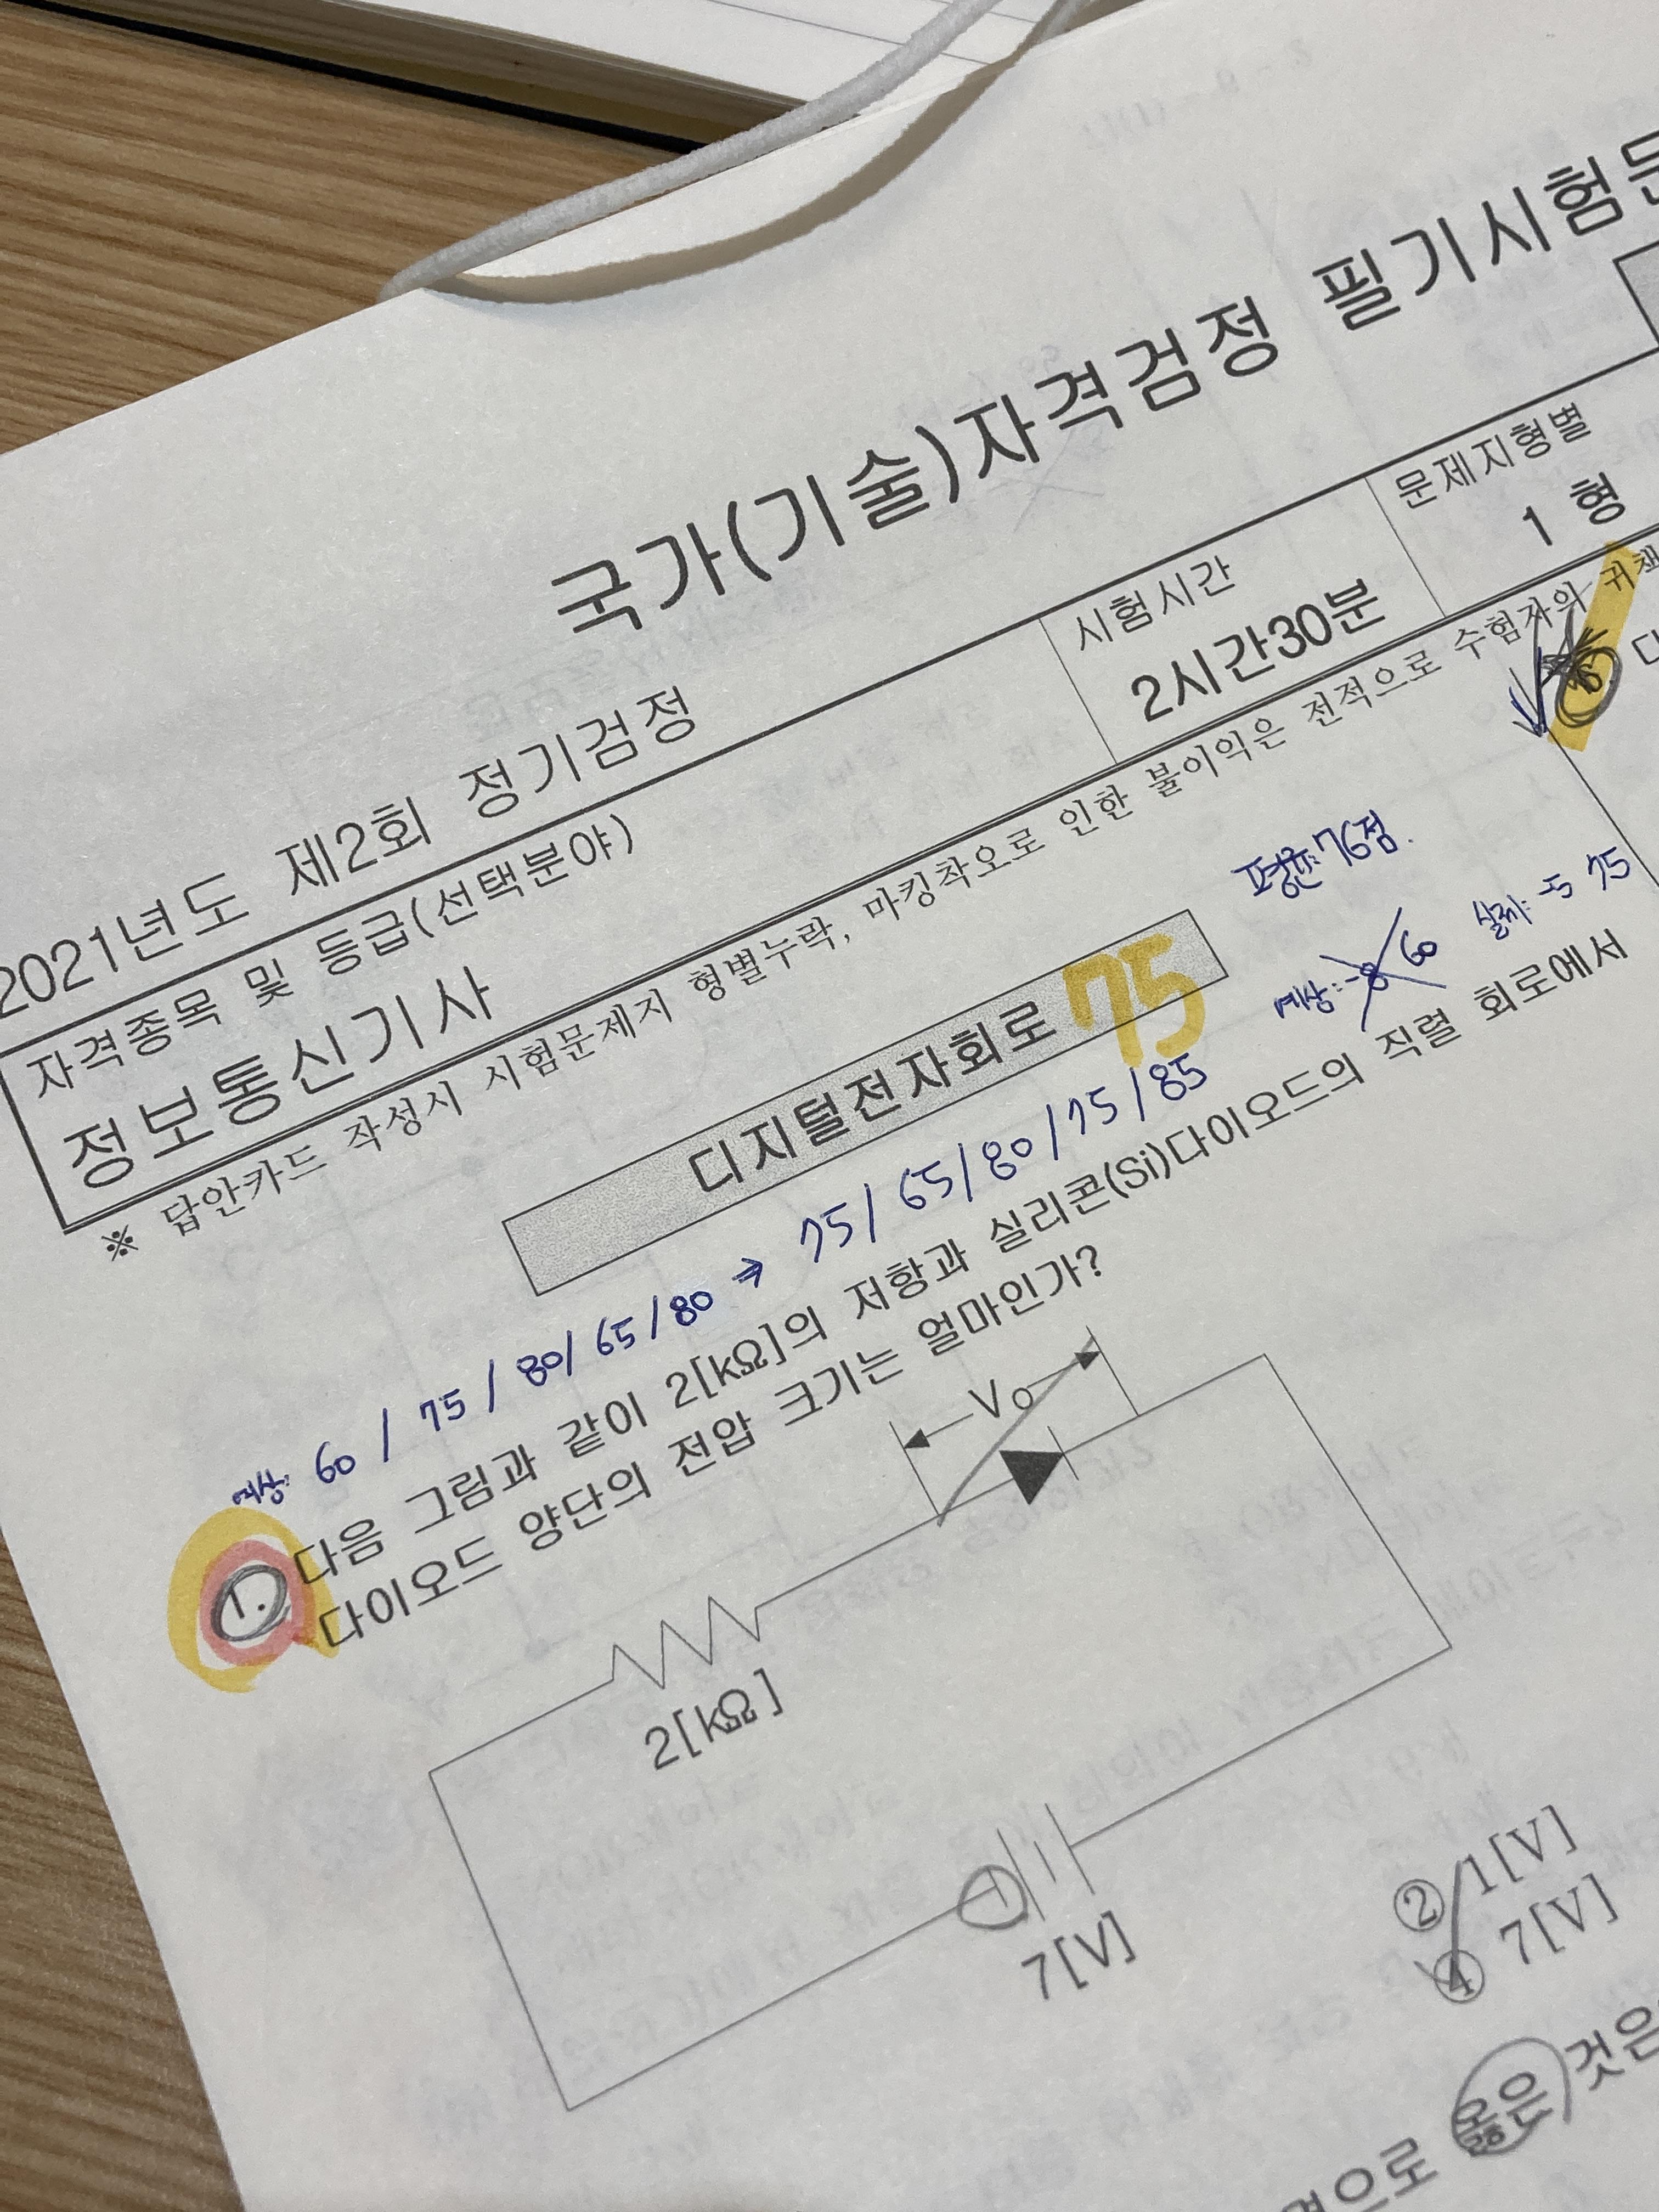 국가(기술)자격검정 필기시험문
2021년도 제2회 정기검정
자격종목 및 등급(선택분야)
시험시간
문제지형별
정보통신기사
2시간30분
1 형
※ 답안카드 작성시 시험문제지 형별누락, 마킹착오로 인한 불이익은 전적으로 수험자의 귀책
평균: 76점.
디지털전자회로 75
예상: -8 60 실제: -5 75
예상: 60 / 75 / 80 / 65 / 80 ⇒ 75 / 65 / 80 / 75 / 85
1. 다음 그림과 같이 2[kΩ]의 저항과 실리콘(Si)다이오드의 직렬 회로에서
다이오드 양단의 전압 크기는 얼마인가?
V₀
2[kΩ]
7[V]
② 1[V]
④ 7[V]
옳은 것은